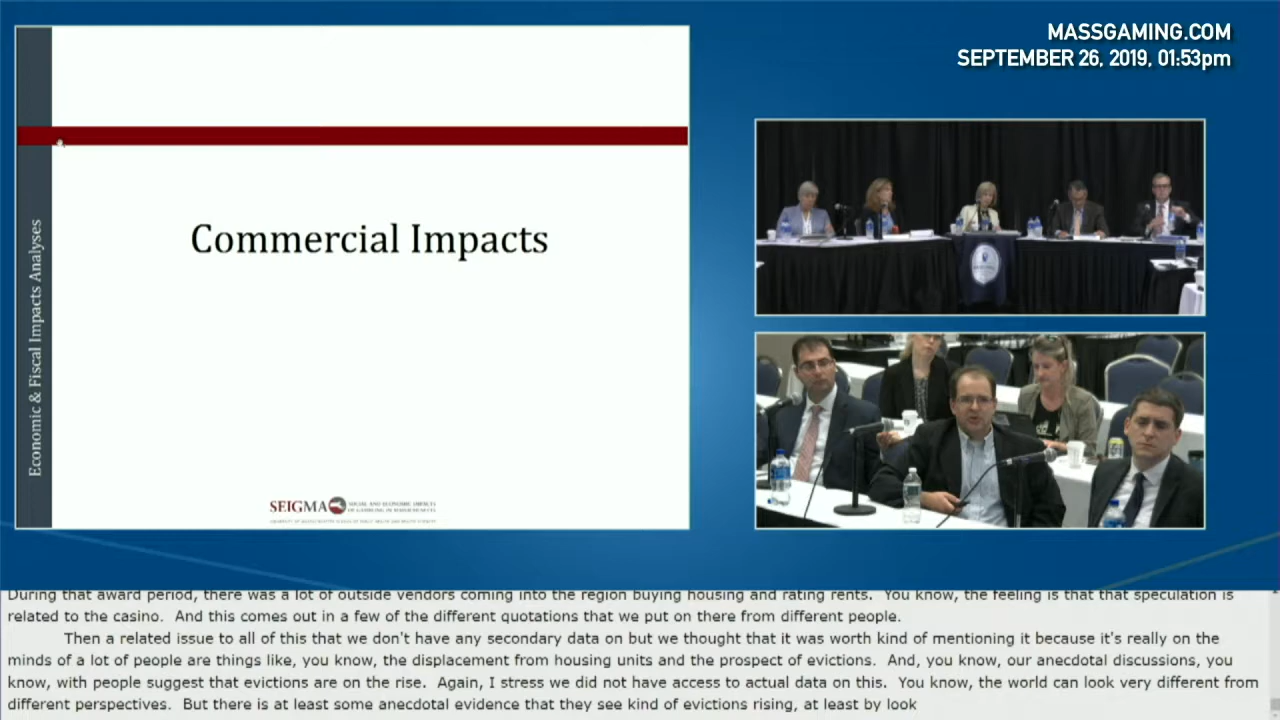 MASSGAMING.COM
SEPTEMBER 26, 2019, 01:53pm
Economic & Fiscal Impacts Analyses
Commercial Impacts
SEIGMA SOCIAL AND ECONOMIC IMPACTS
OF GAMBLING IN MASSACHUSETTS
During that award period, there was a lot of outside vendors coming into the region buying housing and rating rents. You know, the feeling is that that speculation is
related to the casino. And this comes out in a few of the different quotations that we put on there from different people.
Then a related issue to all of this that we don't have any secondary data on but we thought that it was worth kind of mentioning it because it's really on the
minds of a lot of people are things like, you know, the displacement from housing units and the prospect of evictions. And, you know, our anecdotal discussions, you
know, with people suggest that evictions are on the rise. Again, I stress we did not have access to actual data on this. You know, the world can look very different from
different perspectives. But there is at least some anecdotal evidence that they see kind of evictions rising, at least by look